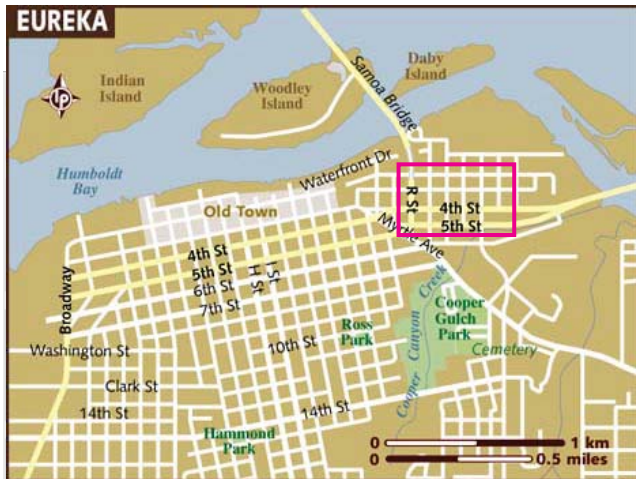 EUREKA
Indian
Island
Woodley
Island
Daby
Island
Samoa Bridge
LP
Humboldt
Bay
Waterfront Dr
Old Town
R St
4th St
5th St
Myrtle Ave
4th St
5th St
6th St
7th St
I St
H St
Broadway
Cooper Canyon Creek
Cooper
Gulch
Park
Ross
Park
10th St
Cemetery
Washington St
Clark St
14th St
14th St
Hammond
Park
0 1 km
0 0.5 miles